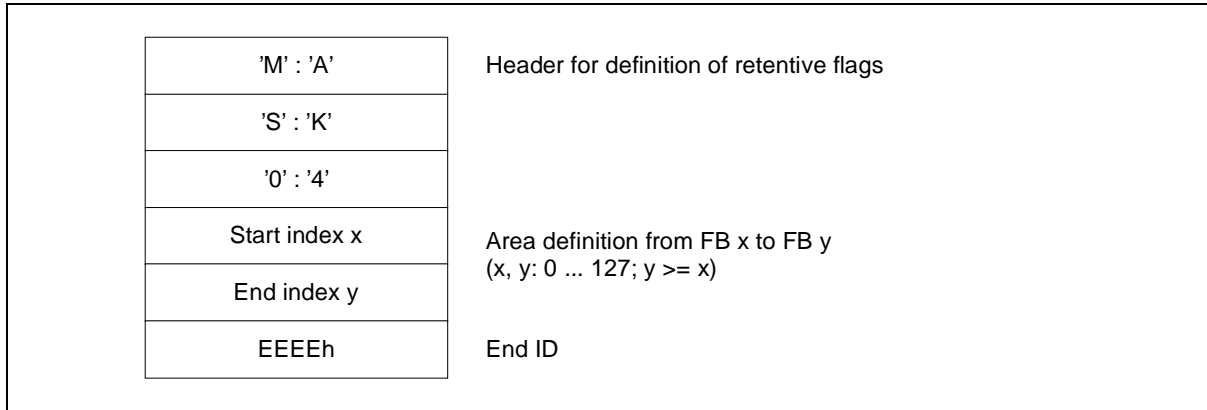 ’M' : 'A' Header for definition of retentive flags
’S' : 'K'
'0' : '4'
Start index x
Area definition from FB x to FB y
(x, y: 0 ... 127; y >= x)
End index y
EEEEh End ID